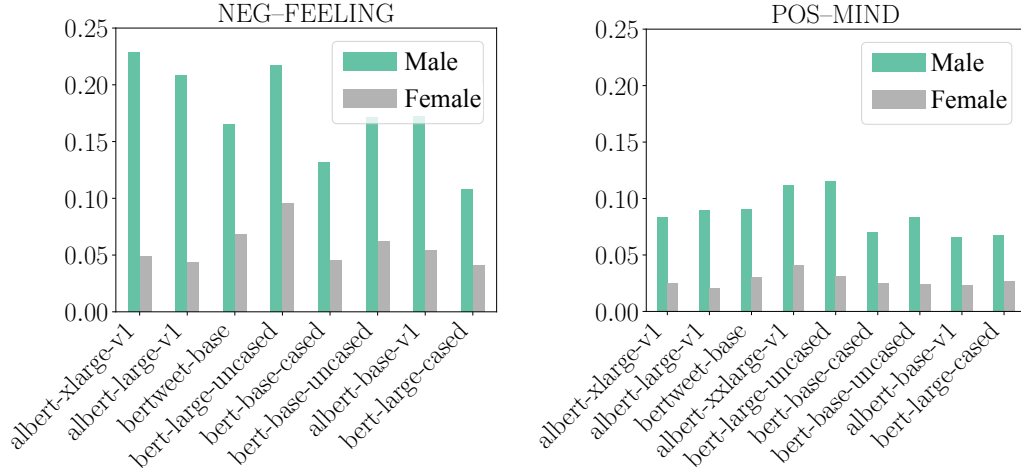 NEG–FEELING
0.25
0.20
0.15
0.10
0.05
0.00
Male
Female
albert-xlarge-v1
albert-large-v1
bertweet-base
bert-large-uncased
bert-base-cased
bert-base-uncased
albert-base-v1
bert-large-cased
POS–MIND
0.25
0.20
0.15
0.10
0.05
0.00
Male
Female
albert-xlarge-v1
albert-large-v1
bertweet-base
albert-xxlarge-v1
bert-large-uncased
bert-base-cased
bert-base-uncased
albert-base-v1
bert-large-cased